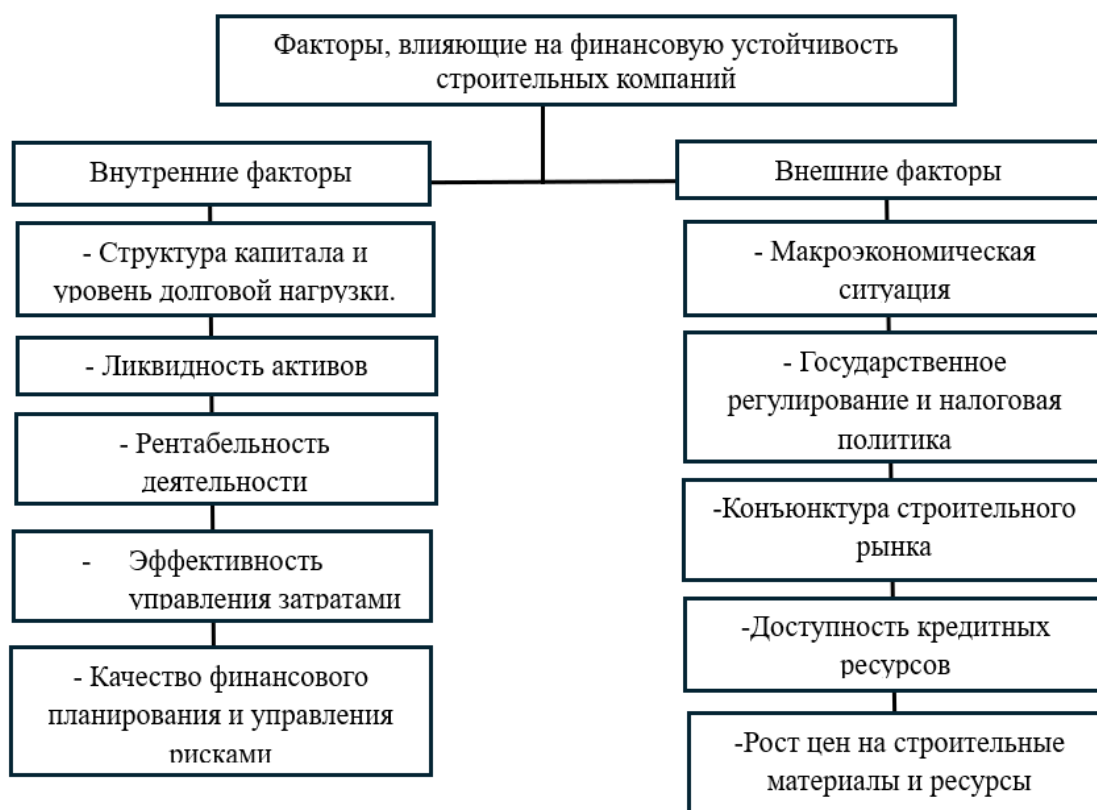 Факторы, влияющие на финансовую устойчивость
строительных компаний
Внутренние факторы
- Структура капитала и
уровень долговой нагрузки.
- Ликвидность активов
- Рентабельность
деятельности
- Эффективность
управления затратами
- Качество финансового
планирования и управления
рисками
Внешние факторы
- Макроэкономическая
ситуация
- Государственное
регулирование и налоговая
политика
-Конъюнктура строительного
рынка
-Доступность кредитных
ресурсов
-Рост цен на строительные
материалы и ресурсы